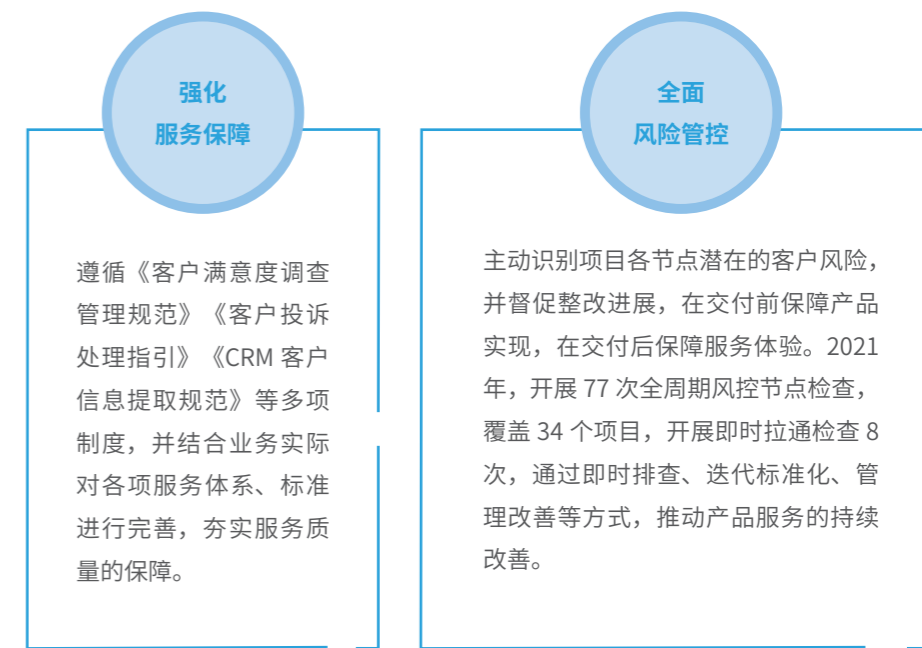 强化
服务保障
遵循《客户满意度调查
管理规范》《客户投诉
处理指引》《CRM 客户
信息提取规范》等多项
制度，并结合业务实际
对各项服务体系、标准
进行完善，夯实服务质
量的保障。
全面
风险管控
主动识别项目各节点潜在的客户风险，
并督促整改进展，在交付前保障产品
实现，在交付后保障服务体验。2021
年，开展 77 次全周期风控节点检查，
覆盖 34 个项目，开展即时拉通检查 8
次，通过即时排查、迭代标准化、管
理改善等方式，推动产品服务的持续
改善。